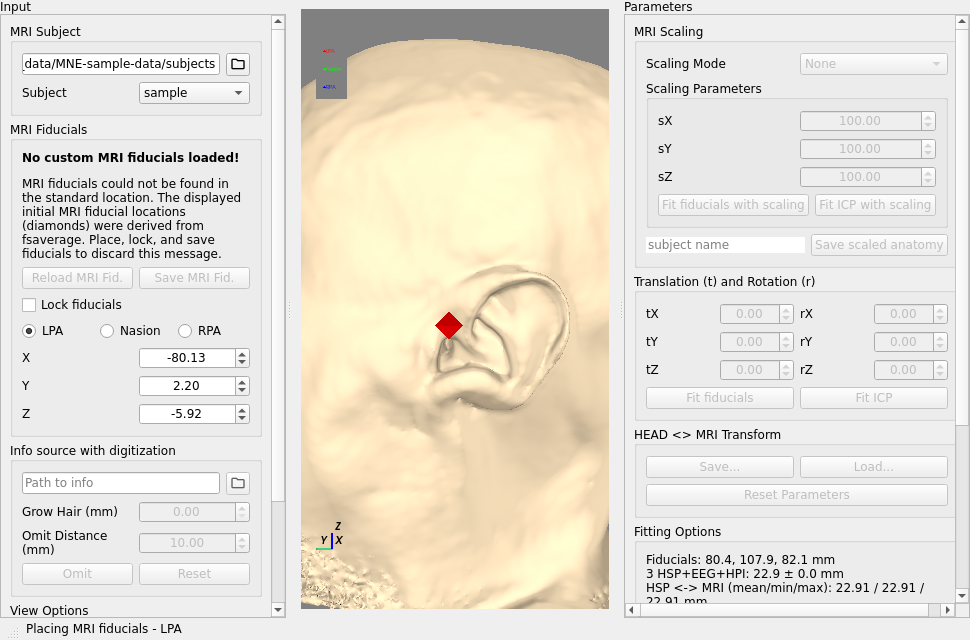 Input
MRI Subject
data/MNE-sample-data/subjects
Subject
sample
MRI Fiducials
No custom MRI fiducials loaded!
MRI fiducials could not be found in
the standard location. The displayed
initial MRI fiducial locations
(diamonds) were derived from
fsaverage. Place, lock, and save
fiducials to discard this message.
Reload MRI Fid.
Save MRI Fid.
Lock fiducials
LPA
Nasion
RPA
X
-80.13
Y
2.20
Z
-5.92
Info source with digitization
Path to info
Grow Hair (mm)
0.00
Omit Distance
(mm)
10.00
Omit
Reset
View Options
Placing MRI fiducials - LPA
Z
Y
X
Parameters
MRI Scaling
Scaling Mode
None
Scaling Parameters
sX
100.00
sY
100.00
sZ
100.00
Fit fiducials with scaling
Fit ICP with scaling
subject name
Save scaled anatomy
Translation (t) and Rotation (r)
tX
0.00
rX
0.00
tY
0.00
rY
0.00
tZ
0.00
rZ
0.00
Fit fiducials
Fit ICP
HEAD <> MRI Transform
Save...
Load...
Reset Parameters
Fitting Options
Fiducials: 80.4, 107.9, 82.1 mm
3 HSP+EEG+HPI: 22.9 ± 0.0 mm
HSP <-> MRI (mean/min/max): 22.91 / 22.91 /
22.91 mm